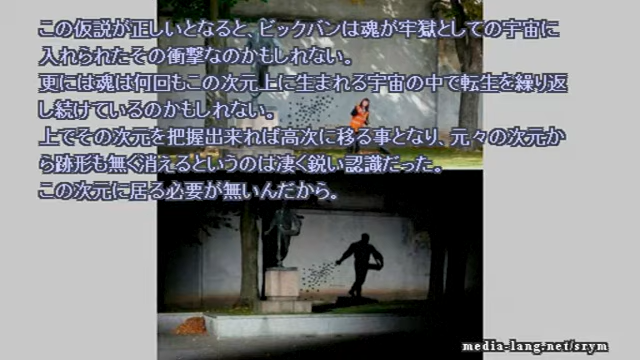 この仮説が正しいとなると、ビックバンは魂が牢獄としての宇宙に
入れられたその衝撃なのかもしれない。
更には魂は何回もこの次元上に生まれる宇宙の中で転生を繰り返
し続けているのかもしれない。
上でその次元を把握出来れば高次に移る事となり、元々の次元か
ら跡形も無く消えるというのは凄く鋭い認識だった。
この次元に居る必要が無いんだから。
media-lang.net/srym